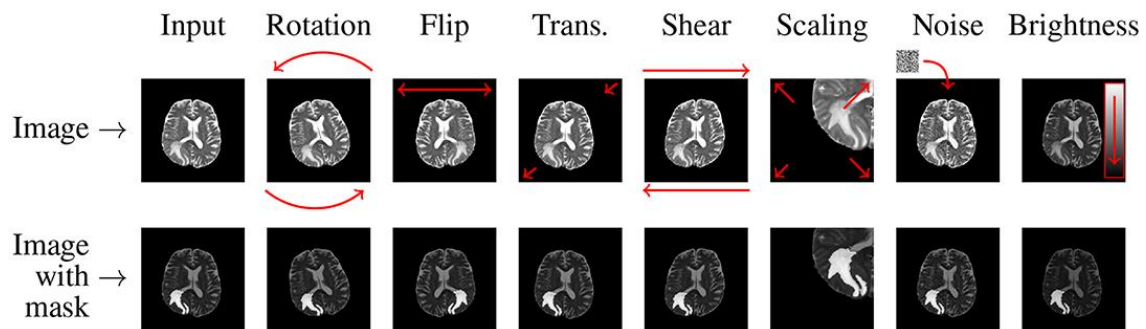 Input Rotation Flip Trans. Shear Scaling Noise Brightness
Image →
Image
with →
mask